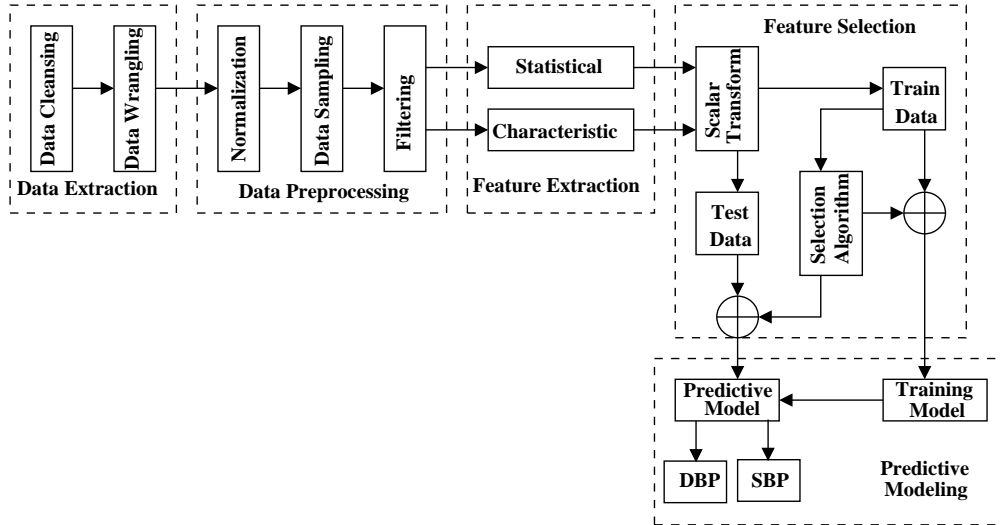 Data Cleansing
Data Wrangling
Data Extraction
Normalization
Data Sampling
Filtering
Data Preprocessing
Statistical
Characteristic
Feature Extraction
Feature Selection
Scalar
Transform
Train
Data
Test
Data
Selection
Algorithm
Predictive
Model
Training
Model
DBP
SBP
Predictive
Modeling